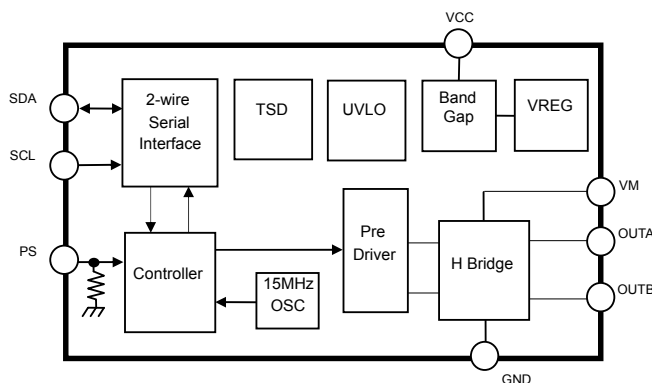 VCC
SDA
2-wire
Serial
Interface
TSD
UVLO
Band
Gap
VREG
SCL
VM
PS
Controller
Pre
Driver
H Bridge
OUTA
15MHz
OSC
OUTB
GND